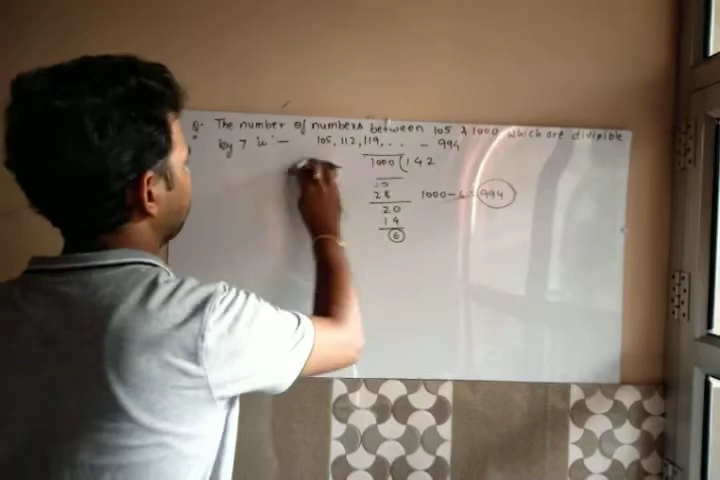 Q- The number of numbers between 105 & 1000 which are divisible
by 7 is:- 105, 112, 119, . . . - 994
1000 ( 142
28 1000-6 = 994
20
14
6